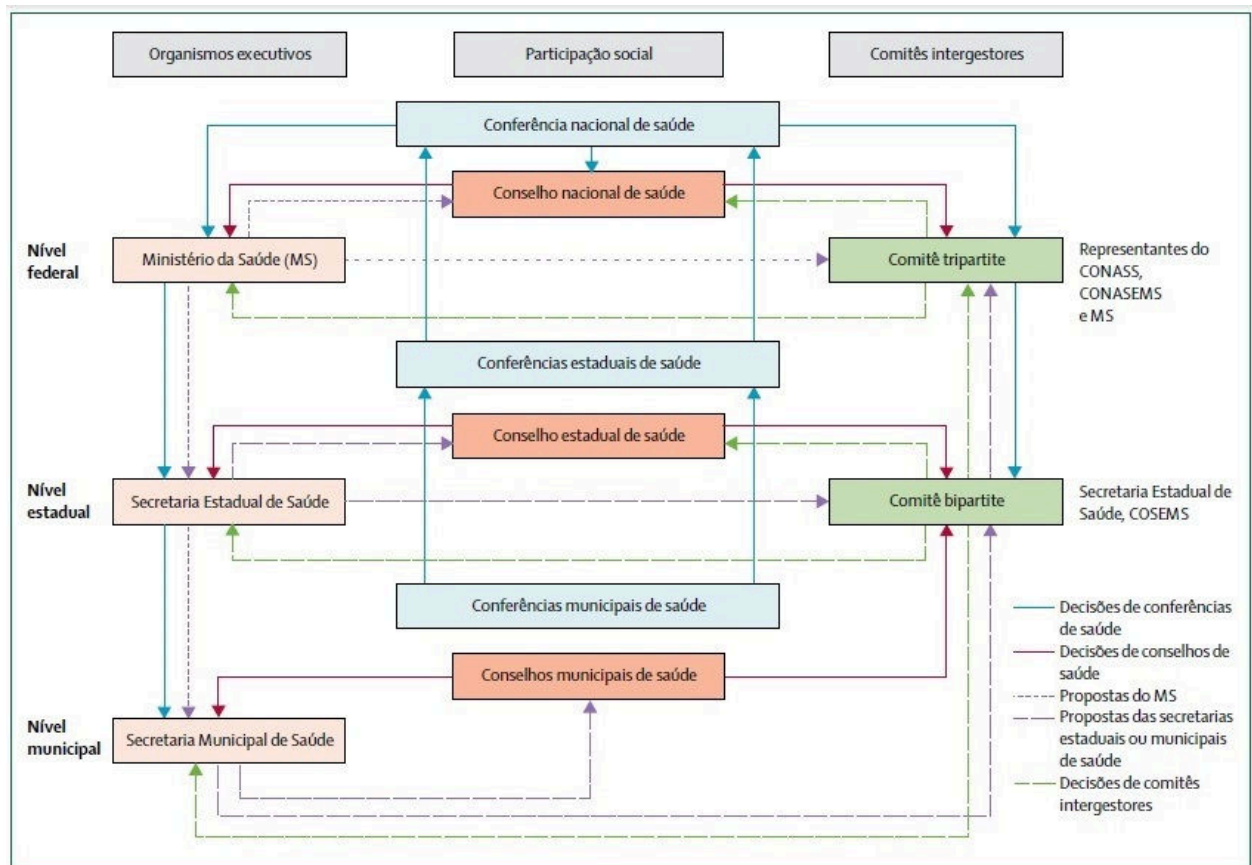 Organismos executivos
Participação social
Comitês intergestores
Conferência nacional de saúde
Conselho nacional de saúde
Nível
federal
Ministério da Saúde (MS)
Comitê tripartite
Representantes do
CONASS,
CONASEMS
e MS
Conferências estaduais de saúde
Conselho estadual de saúde
Nível
estadual
Secretaria Estadual de Saúde
Comitê bipartite
Secretaria Estadual de
Saúde, COSEMS
Conferências municipais de saúde
Conselhos municipais de saúde
Nível
municipal
Secretaria Municipal de Saúde
Decisões de conferências
de saúde
Decisões de conselhos de
saúde
Propostas do MS
Propostas das secretarias
estaduais ou municipais
de saúde
Decisões de comitês
intergestores